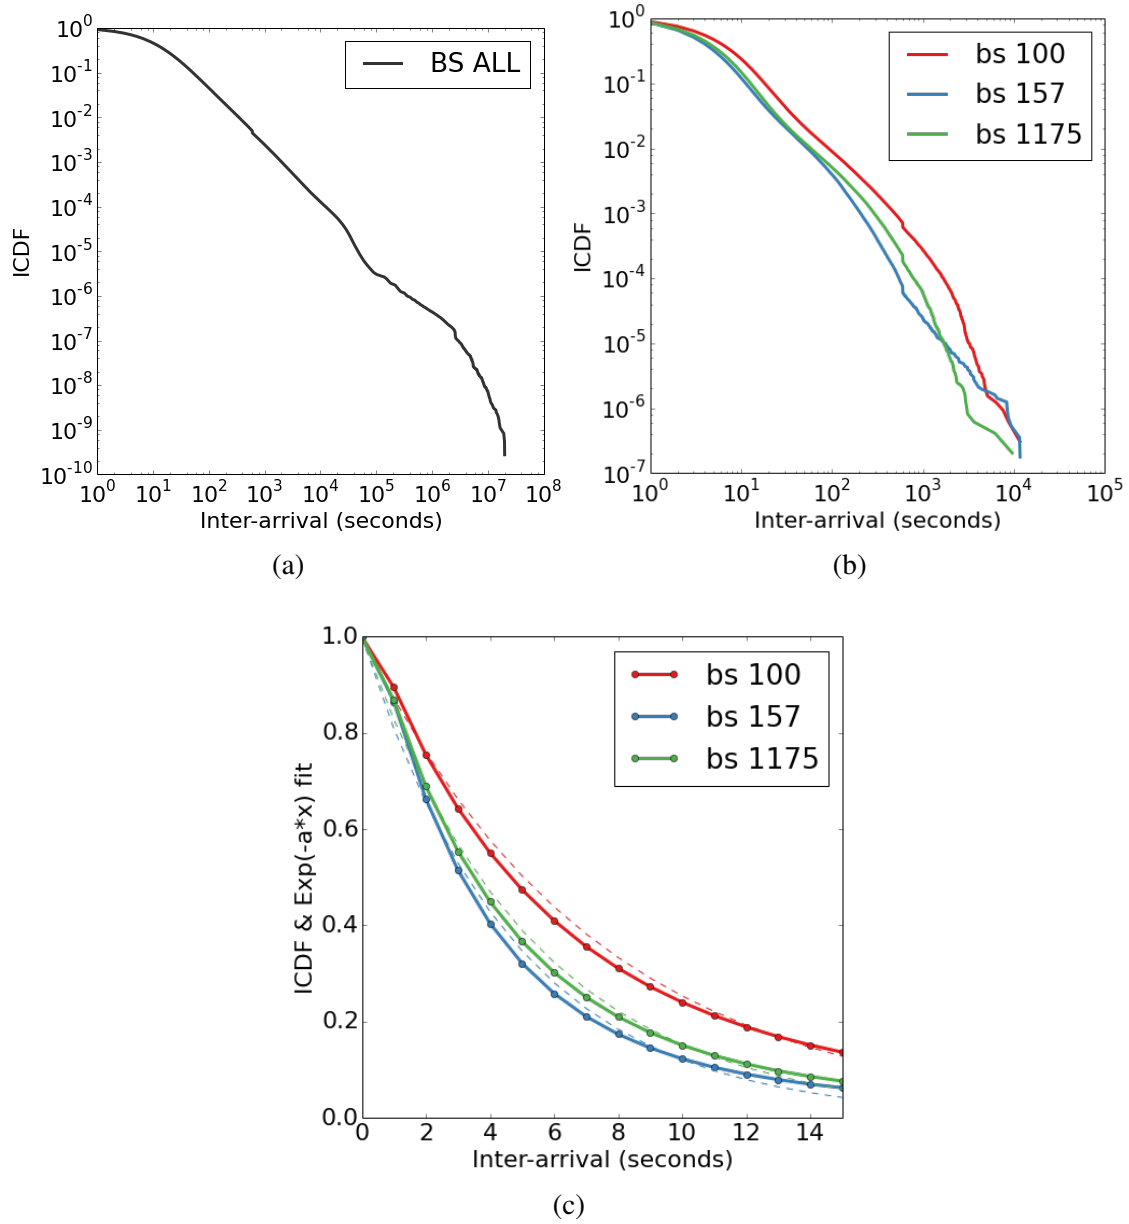 10^0
10^-1
10^-2
10^-3
10^-4
10^-5
10^-6
10^-7
10^-8
10^-9
10^-10
ICDF
BS ALL
10^0 10^1 10^2 10^3 10^4 10^5 10^6 10^7 10^8
Inter-arrival (seconds)
(a)
10^0
10^-1
10^-2
10^-3
10^-4
10^-5
10^-6
10^-7
ICDF
bs 100
bs 157
bs 1175
10^0 10^1 10^2 10^3 10^4 10^5
Inter-arrival (seconds)
(b)
1.0
0.8
0.6
0.4
0.2
0.0
ICDF & Exp(-a*x) fit
bs 100
bs 157
bs 1175
0 2 4 6 8 10 12 14
Inter-arrival (seconds)
(c)